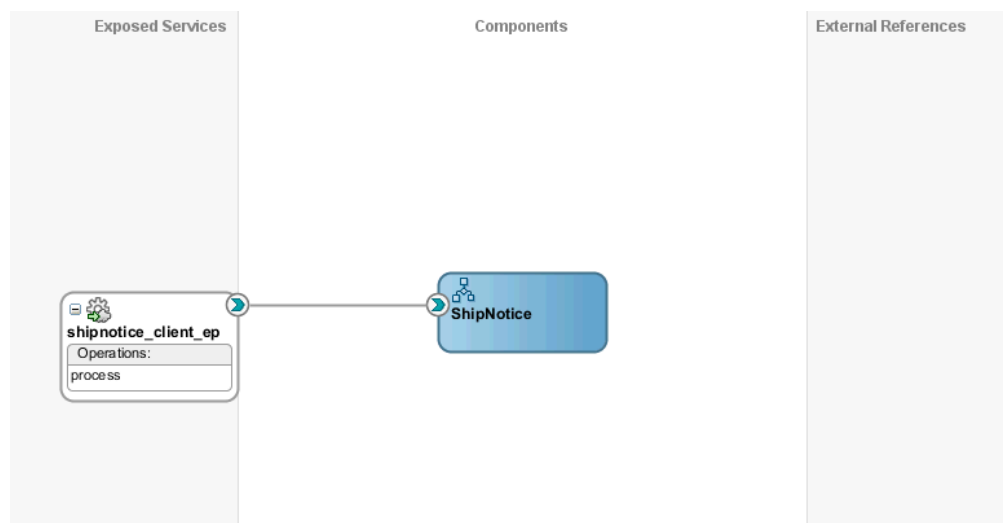 Exposed Services
Components
External References
shipnotice_client_ep
Operations:
process
ShipNotice